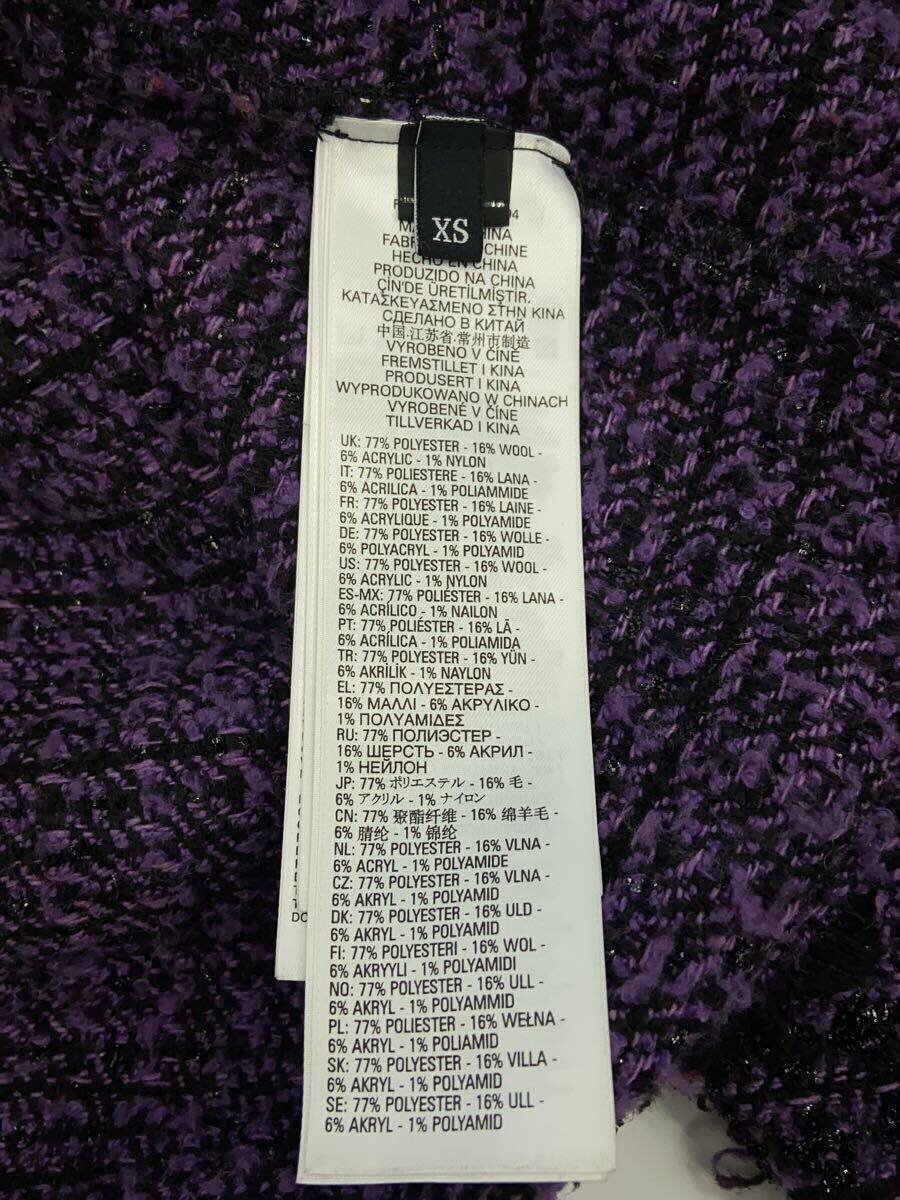 XS
04
FABR CHINE
HECHO EN CHINA
PRODUZIDO NA CHINA
ÇİN'DE ÜRETİLMİŞTİR.
ΚΑΤΑΣΚΕΥΑΣΜΕΝΟ ΣΤΗΝ ΚΙΝΑ
СДЕЛАНО В КИТАЙ
中国.江苏省.常州市制造
VYROBENO V ČÍNĚ
FREMSTILLET I KINA
PRODUSERT I KINA
WYPRODUKOWANO W CHINACH
VYROBENÉ V ČÍNE
TILLVERKAD I KINA
UK: 77% POLYESTER - 16% WOOL -
6% ACRYLIC - 1% NYLON
IT: 77% POLIESTERE - 16% LANA -
6% ACRILICA - 1% POLIAMMIDE
FR: 77% POLYESTER - 16% LAINE -
6% ACRYLIQUE - 1% POLYAMIDE
DE: 77% POLYESTER - 16% WOLLE -
6% POLYACRYL - 1% POLYAMID
US: 77% POLYESTER - 16% WOOL -
6% ACRYLIC - 1% NYLON
ES-MX: 77% POLIÉSTER - 16% LANA -
6% ACRÍLICO - 1% NAILON
PT: 77% POLIÉSTER - 16% LÃ -
6% ACRÍLICA - 1% POLIAMIDA
TR: 77% POLYESTER - 16% YÜN -
6% AKRİLİK - 1% NAYLON
EL: 77% ΠΟΛΥΕΣΤΕΡΑΣ -
16% ΜΑΛΛΙ - 6% ΑΚΡΥΛΙΚΟ -
1% ΠΟΛΥΑΜΙΔΕΣ
RU: 77% ПОЛИЭСТЕР -
16% ШЕРСТЬ - 6% АКРИЛ -
1% НЕЙЛОН
JP: 77% ポリエステル - 16% 毛 -
6% アクリル - 1% ナイロン
CN: 77% 聚酯纤维 - 16% 绵羊毛 -
6% 腈纶 - 1% 锦纶
NL: 77% POLYESTER - 16% VLNA -
6% ACRYL - 1% POLYAMIDE
CZ: 77% POLYESTER - 16% VLNA -
6% AKRYL - 1% POLYAMID
DK: 77% POLYESTER - 16% ULD -
6% AKRYL - 1% POLYAMID
FI: 77% POLYESTERI - 16% WOL -
6% AKRYYLI - 1% POLYAMIDI
NO: 77% POLYESTER - 16% ULL -
6% AKRYL - 1% POLYAMMID
PL: 77% POLIESTER - 16% WEŁNA -
6% AKRYL - 1% POLIAMID
SK: 77% POLYESTER - 16% VILLA -
6% AKRYL - 1% POLYAMID
SE: 77% POLYESTER - 16% ULL -
6% AKRYL - 1% POLYAMID